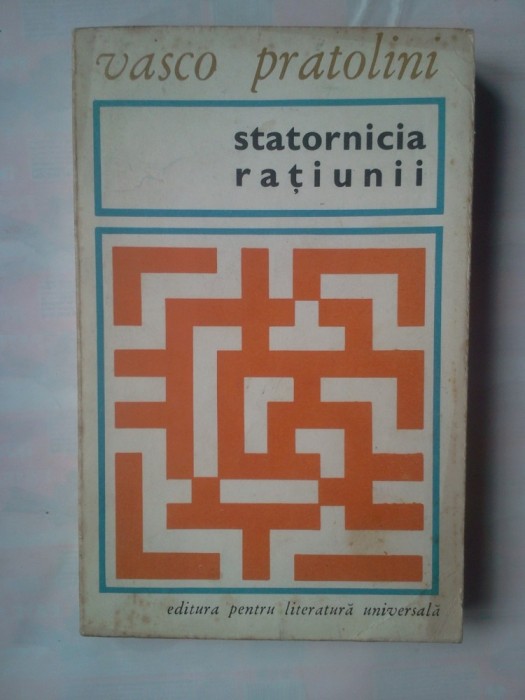 vasco pratolini
statornicia
rațiunii
editura pentru literatură universală